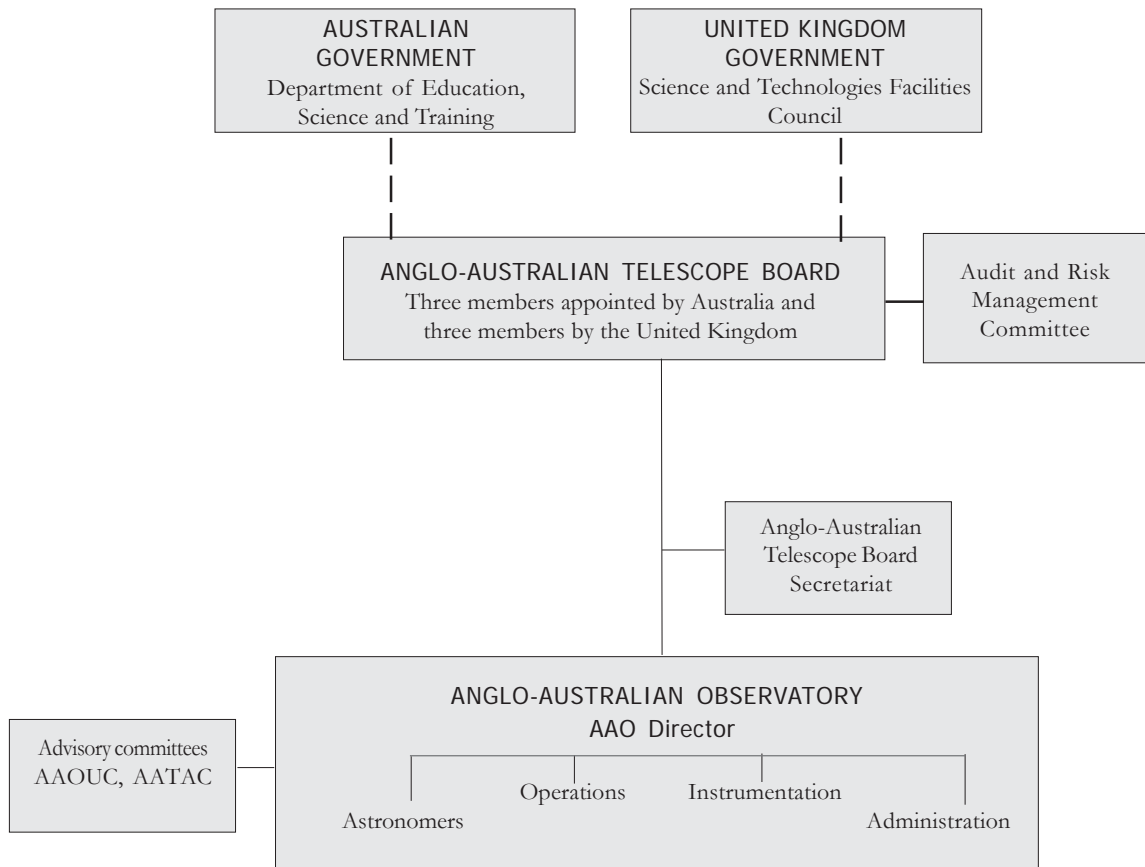 AUSTRALIAN
GOVERNMENT
Department of Education,
Science and Training
UNITED KINGDOM
GOVERNMENT
Science and Technologies Facilities
Council
ANGLO-AUSTRALIAN TELESCOPE BOARD
Three members appointed by Australia and
three members by the United Kingdom
Audit and Risk
Management
Committee
Anglo-Australian
Telescope Board
Secretariat
ANGLO-AUSTRALIAN OBSERVATORY
AAO Director
Advisory committees
AAOUC, AATAC
Astronomers
Operations
Instrumentation
Administration